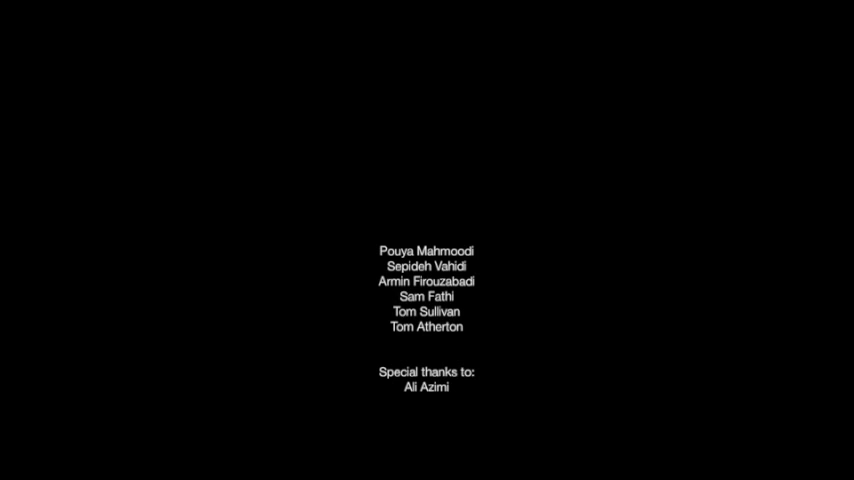 Pouya Mahmoodi
Sepideh Vahidi
Armin Firouzabadi
Sam Fathi
Tom Sullivan
Tom Atherton
Special thanks to:
Ali Azimi